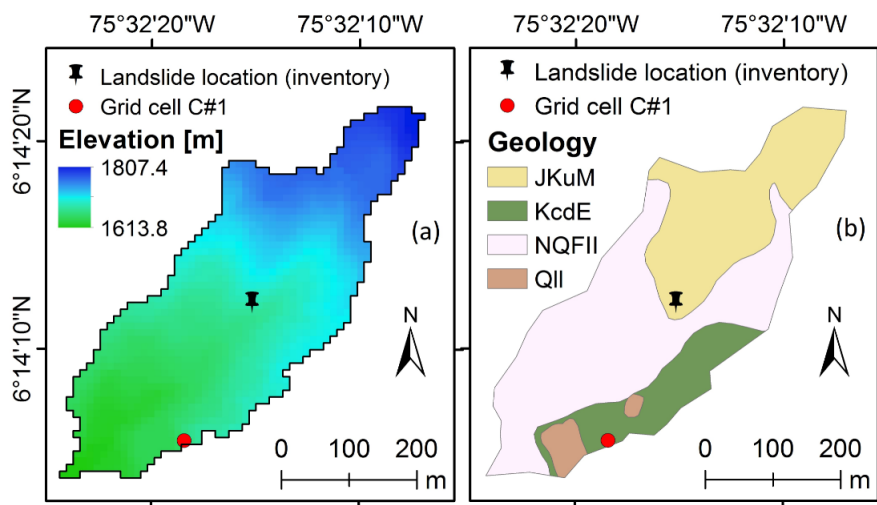 75°32'20"W 75°32'10"W
75°32'20"W 75°32'10"W
6°14'20"N
6°14'10"N
Landslide location (inventory)
Grid cell C#1
Elevation [m]
1807.4
1613.8
(a)
N
0 100 200
m
Landslide location (inventory)
Grid cell C#1
Geology
JKuM
KcdE
NQFII
QII
(b)
N
0 100 200
m